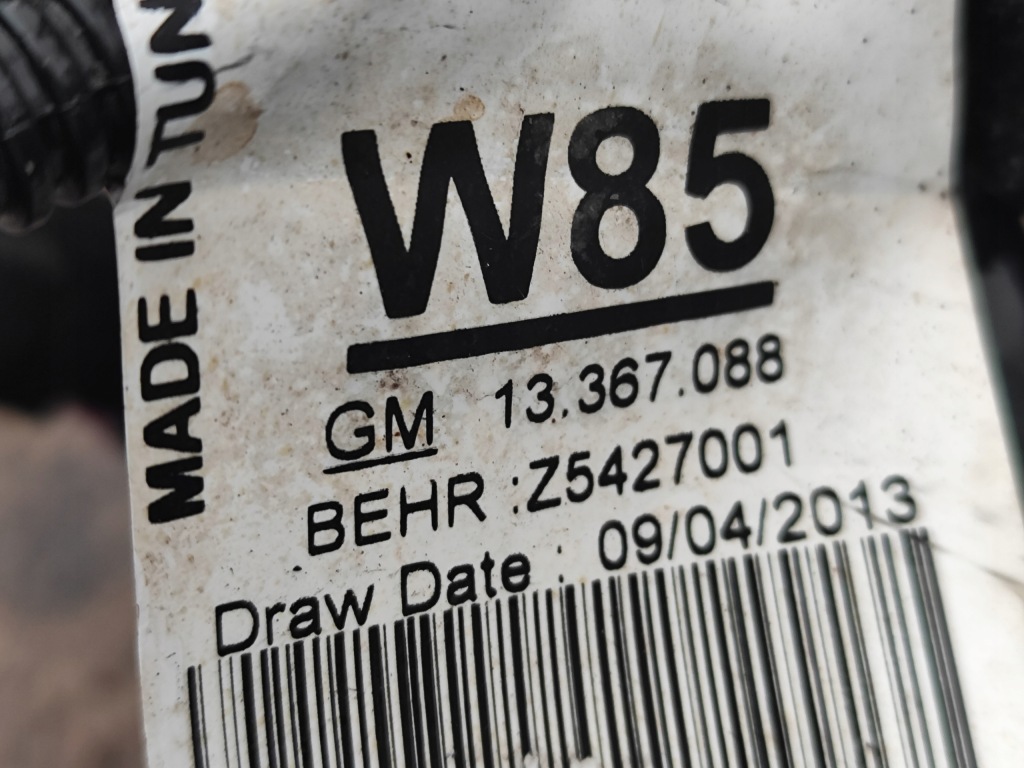 MADE IN TUN
W85
GM 13.367.088
BEHR :Z5427001
Draw Date : 09/04/2013